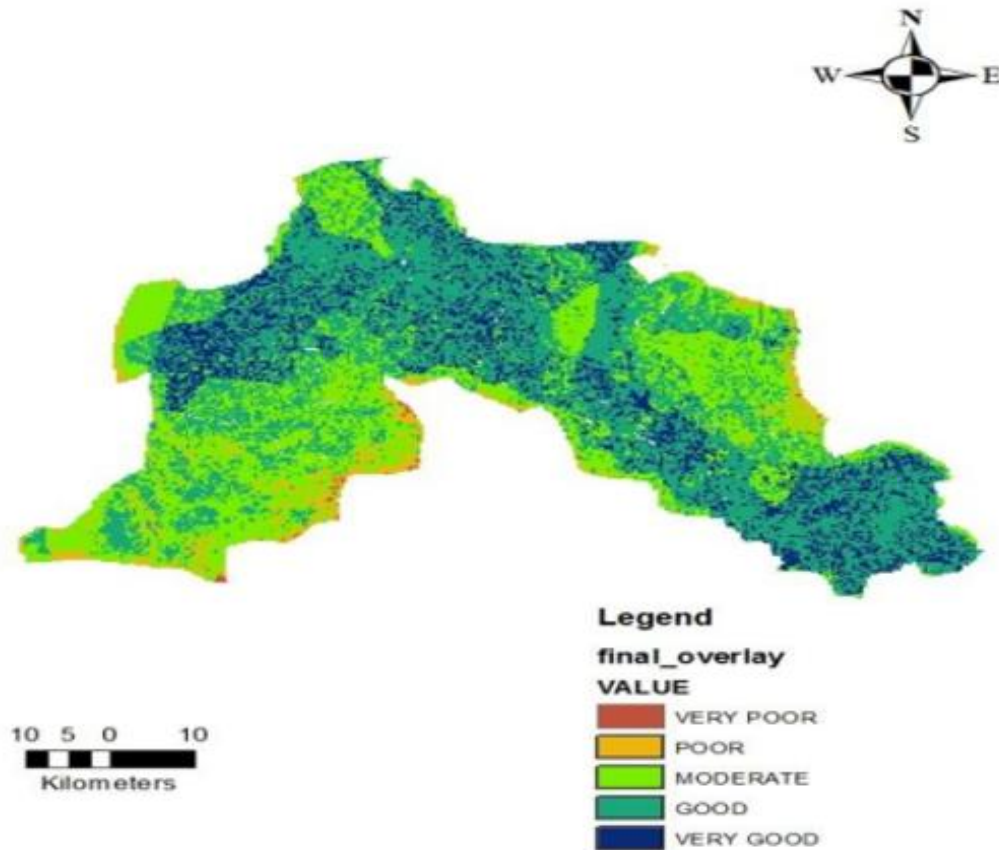 N
W E
S
Legend
final_overlay
VALUE
VERY POOR
POOR
MODERATE
GOOD
VERY GOOD
10 5 0 10
Kilometers